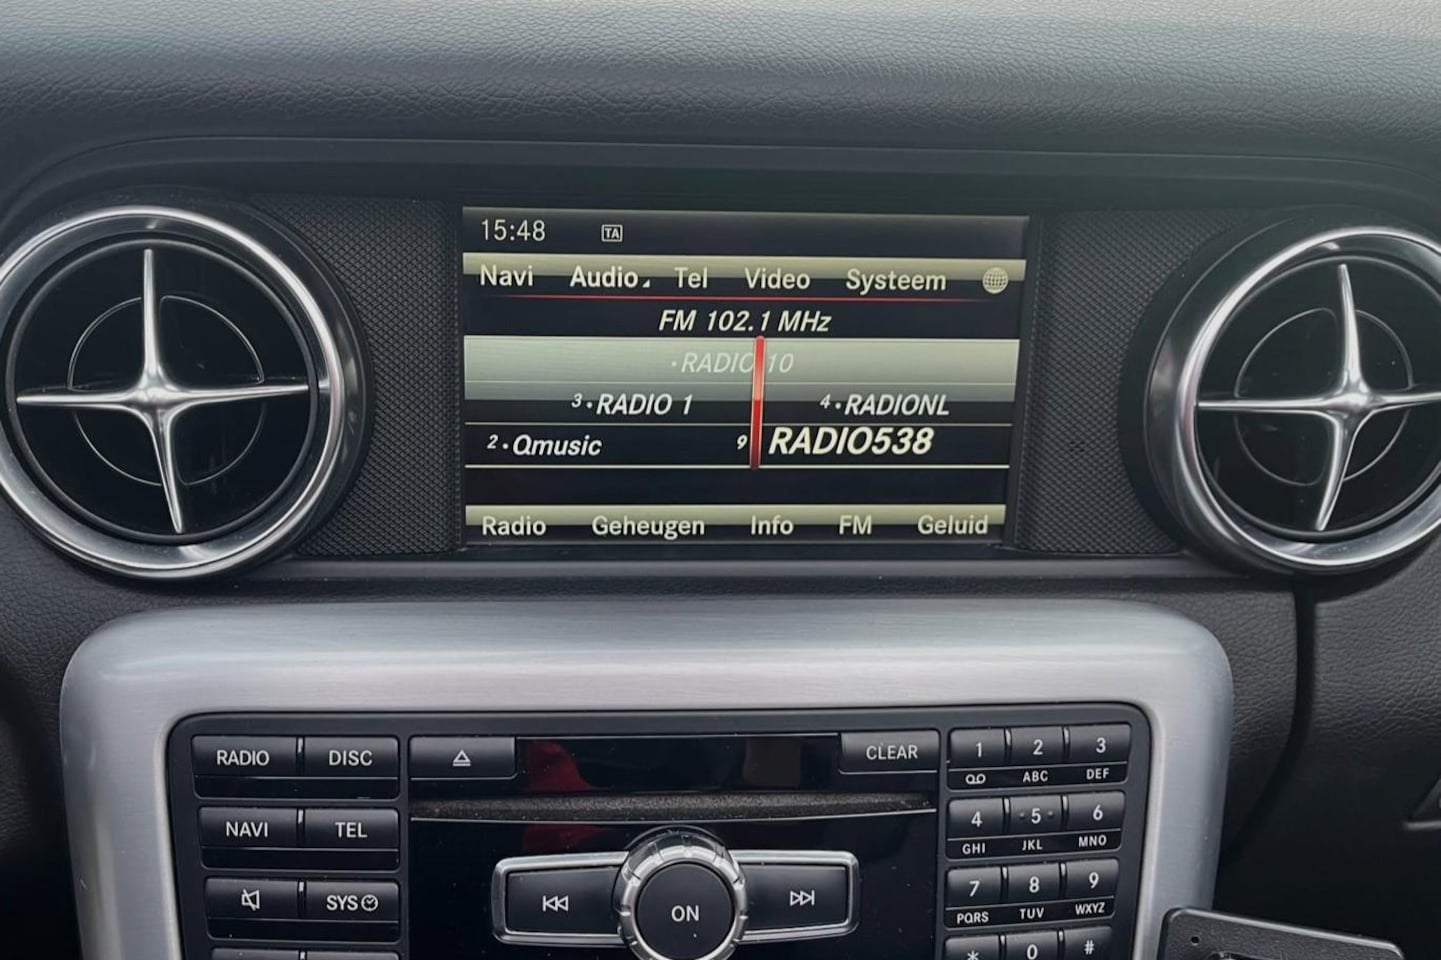 15:48 TA
Navi Audio Tel Video Systeem
FM 102.1 MHz
·RADIO 10
3·RADIO 1 4·RADIONL
2·Qmusic 9 RADIO538
Radio Geheugen Info FM Geluid
RADIO DISC CLEAR 1 2 3
ABC DEF
NAVI TEL 4 5 6
GHI JKL MNO
SYS ON 7 8 9
PQRS TUV WXYZ
* 0 #